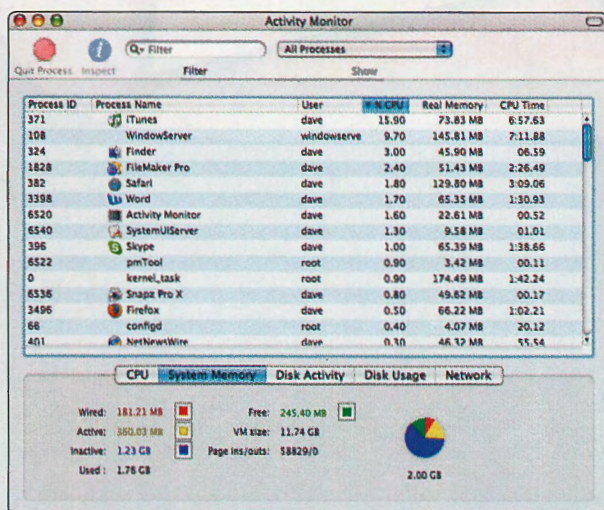 Activity Monitor
Quit Process Inspect Filter Filter All Processes Show
Process ID Process Name User % CPU Real Memory CPU Time
371 iTunes dave 15.90 73.83 MB 6:57.63
108 WindowServer windowserve 9.70 145.81 MB 7:11.88
324 Finder dave 3.00 45.90 MB 06.59
1828 FileMaker Pro dave 2.40 51.43 MB 2:26.49
382 Safari dave 1.80 129.80 MB 3:09.06
3398 Word dave 1.70 65.35 MB 1:30.93
6520 Activity Monitor dave 1.60 22.61 MB 00.52
6540 SystemUIServer dave 1.30 9.58 MB 01.01
396 Skype dave 1.00 65.39 MB 1:38.66
6522 pmTool root 0.90 3.42 MB 00.11
0 kernel_task root 0.90 174.49 MB 1:42.24
6536 Snapz Pro X dave 0.80 49.62 MB 00.17
3496 Firefox dave 0.50 66.22 MB 1:02.21
66 configd root 0.40 4.07 MB 20.12
401 NetNewsWire dave 0.30 46.32 MB 55.54
CPU System Memory Disk Activity Disk Usage Network
Wired: 181.21 MB Free: 245.40 MB
Active: 360.03 MB VM size: 11.74 GB
Inactive: 1.23 GB Page ins/outs: 58829/0
Used: 1.76 GB
2.00 GB